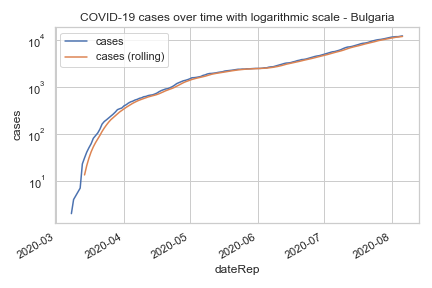 COVID-19 cases over time with logarithmic scale - Bulgaria
cases
cases (rolling)
10⁴
10³
10²
10¹
cases
2020-03
2020-04
2020-05
2020-06
2020-07
2020-08
dateRep